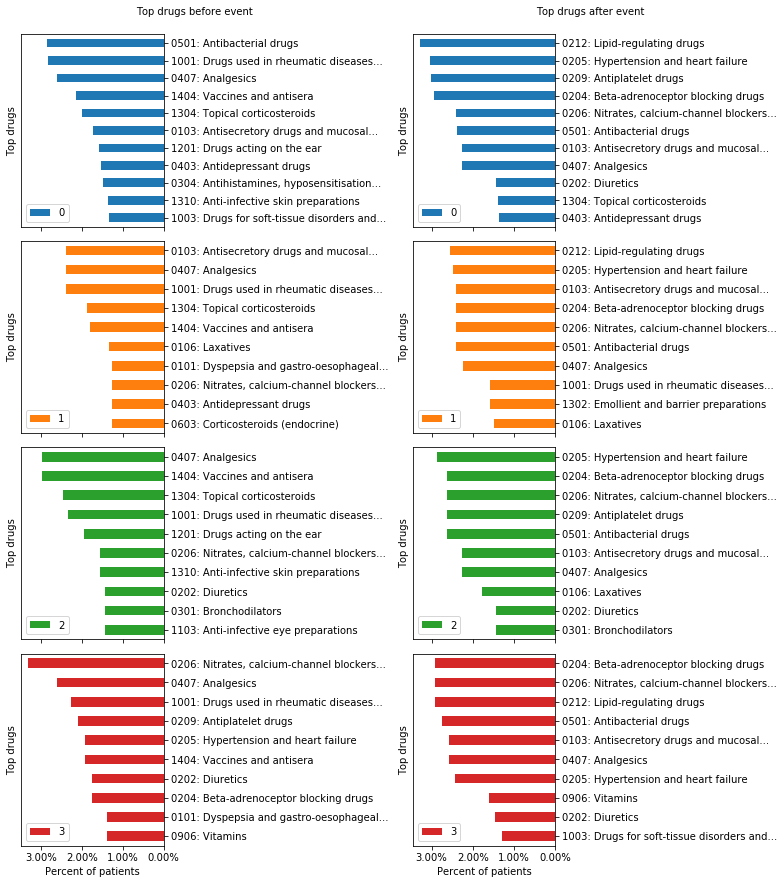 Top drugs before event
Top drugs
0501: Antibacterial drugs
1001: Drugs used in rheumatic diseases...
0407: Analgesics
1404: Vaccines and antisera
1304: Topical corticosteroids
0103: Antisecretory drugs and mucosal...
1201: Drugs acting on the ear
0403: Antidepressant drugs
0304: Antihistamines, hyposensitisation...
1310: Anti-infective skin preparations
1003: Drugs for soft-tissue disorders and...
0
Top drugs
0103: Antisecretory drugs and mucosal...
0407: Analgesics
1001: Drugs used in rheumatic diseases...
1304: Topical corticosteroids
1404: Vaccines and antisera
0106: Laxatives
0101: Dyspepsia and gastro-oesophageal...
0206: Nitrates, calcium-channel blockers...
0403: Antidepressant drugs
0603: Corticosteroids (endocrine)
1
Top drugs
0407: Analgesics
1404: Vaccines and antisera
1304: Topical corticosteroids
1001: Drugs used in rheumatic diseases...
1201: Drugs acting on the ear
0206: Nitrates, calcium-channel blockers...
1310: Anti-infective skin preparations
0202: Diuretics
0301: Bronchodilators
1103: Anti-infective eye preparations
2
Top drugs
0206: Nitrates, calcium-channel blockers...
0407: Analgesics
1001: Drugs used in rheumatic diseases...
0209: Antiplatelet drugs
0205: Hypertension and heart failure
1404: Vaccines and antisera
0202: Diuretics
0204: Beta-adrenoceptor blocking drugs
0101: Dyspepsia and gastro-oesophageal...
0906: Vitamins
3
3.00% 2.00% 1.00% 0.00%
Percent of patients
Top drugs after event
Top drugs
0212: Lipid-regulating drugs
0205: Hypertension and heart failure
0209: Antiplatelet drugs
0204: Beta-adrenoceptor blocking drugs
0206: Nitrates, calcium-channel blockers...
0501: Antibacterial drugs
0103: Antisecretory drugs and mucosal...
0407: Analgesics
0202: Diuretics
1304: Topical corticosteroids
0403: Antidepressant drugs
0
Top drugs
0212: Lipid-regulating drugs
0205: Hypertension and heart failure
0103: Antisecretory drugs and mucosal...
0204: Beta-adrenoceptor blocking drugs
0206: Nitrates, calcium-channel blockers...
0501: Antibacterial drugs
0407: Analgesics
1001: Drugs used in rheumatic diseases...
1302: Emollient and barrier preparations
0106: Laxatives
1
Top drugs
0205: Hypertension and heart failure
0204: Beta-adrenoceptor blocking drugs
0206: Nitrates, calcium-channel blockers...
0209: Antiplatelet drugs
0501: Antibacterial drugs
0103: Antisecretory drugs and mucosal...
0407: Analgesics
0106: Laxatives
0202: Diuretics
0301: Bronchodilators
2
Top drugs
0204: Beta-adrenoceptor blocking drugs
0206: Nitrates, calcium-channel blockers...
0212: Lipid-regulating drugs
0501: Antibacterial drugs
0103: Antisecretory drugs and mucosal...
0407: Analgesics
0205: Hypertension and heart failure
0906: Vitamins
0202: Diuretics
1003: Drugs for soft-tissue disorders and...
3
3.00% 2.00% 1.00% 0.00%
Percent of patients